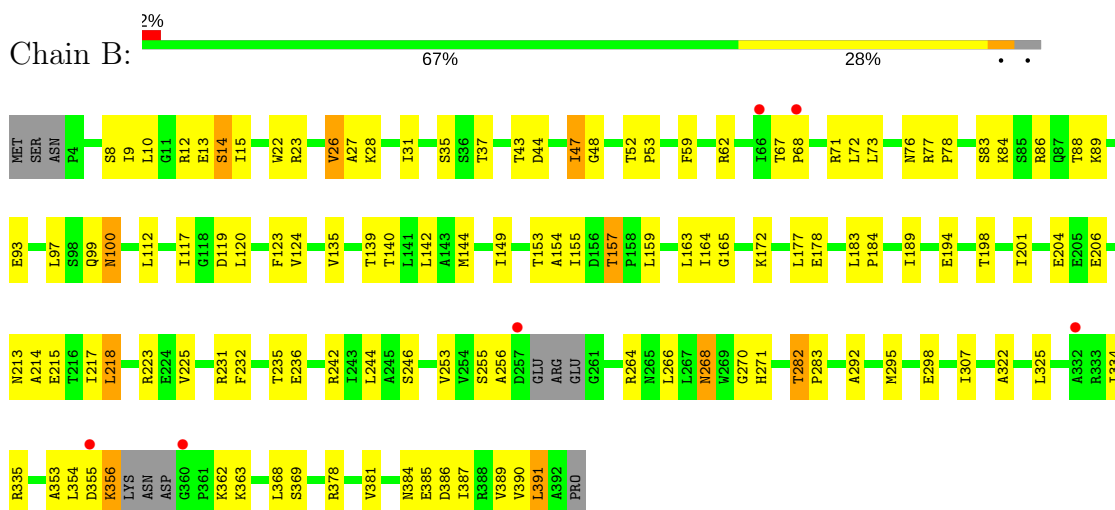 2%
Chain B:
67% 28% • •
MET SER ASN P4 S8 I9 L10 G11 R12 E13 S14 I15 W22 R23 V26 A27 K28 I31 S35 S36 T37 T43 D44 I47 G48 T52 P53 F59 R62 I66 T67 P68 R71 L72 L73 N76 R77 P78 S83 K84 S85 R86 Q87 T88 K89
E93 L97 S98 Q99 N100 L112 I117 G118 D119 L120 F123 V124 V135 T139 T140 L141 L142 A143 M144 I149 T153 A154 I155 D156 T157 P158 L159 L163 I164 G165 K172 L177 E178 L183 P184 I189 E194 T198 I201 E204 E205 E206
N213 A214 E215 T216 I217 L218 R223 E224 V225 R231 F232 T235 E236 R242 I243 L244 A245 S246 V253 V254 S255 A256 D257 GLU ARG GLU G261 R264 N265 L266 L267 N268 W269 G270 H271 T282 P283 A292 M295 E298 I307 A322 L325 A332 R333 L334
R335 A353 L354 D355 K356 LYS ASN ASP G360 P361 K362 K363 L368 S369 R378 V381 N384 E385 D386 I387 R388 V389 V390 L391 A392 PRO